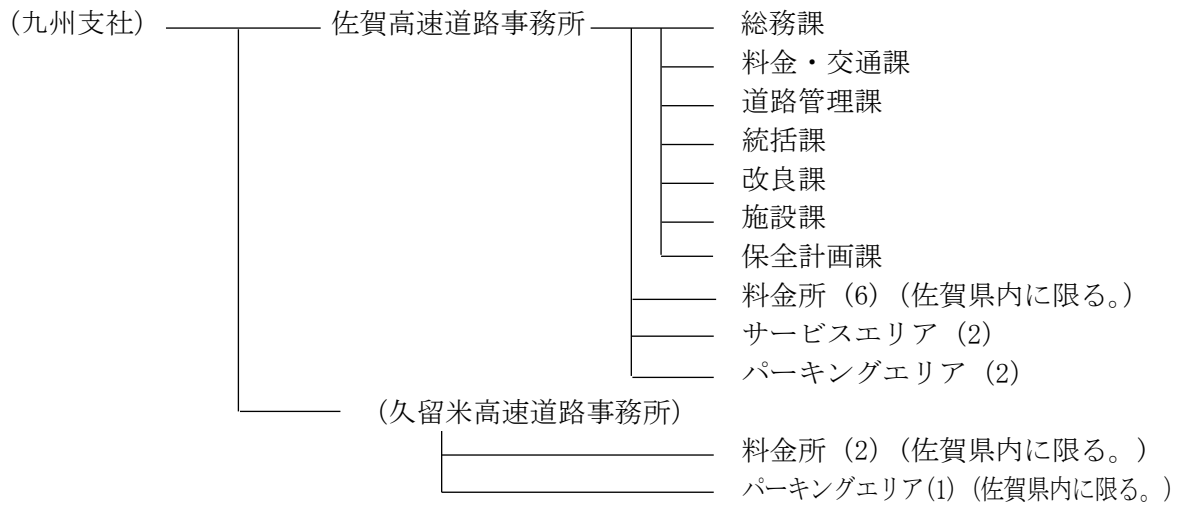 (九州支社) 佐賀高速道路事務所 総務課
料金・交通課
道路管理課
統括課
改良課
施設課
保全計画課
料金所 (6) (佐賀県内に限る。)
サービスエリア (2)
パーキングエリア (2)
(久留米高速道路事務所)
料金所 (2) (佐賀県内に限る。)
パーキングエリア(1) (佐賀県内に限る。)